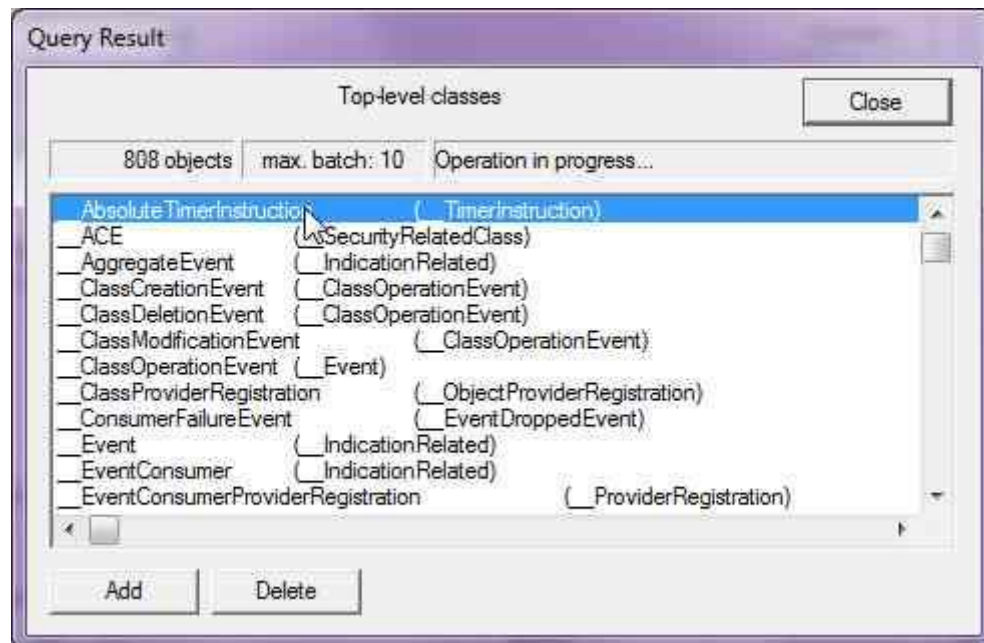 Query Result
Top-level classes
Close
808 objects max. batch: 10 Operation in progress...
__AbsoluteTimerInstruction (__TimerInstruction)
__ACE (__SecurityRelatedClass)
__AggregateEvent (__IndicationRelated)
__ClassCreationEvent (__ClassOperationEvent)
__ClassDeletionEvent (__ClassOperationEvent)
__ClassModificationEvent (__ClassOperationEvent)
__ClassOperationEvent (__Event)
__ClassProviderRegistration (__ObjectProviderRegistration)
__ConsumerFailureEvent (__EventDroppedEvent)
__Event (__IndicationRelated)
__EventConsumer (__IndicationRelated)
__EventConsumerProviderRegistration (__ProviderRegistration)
Add Delete